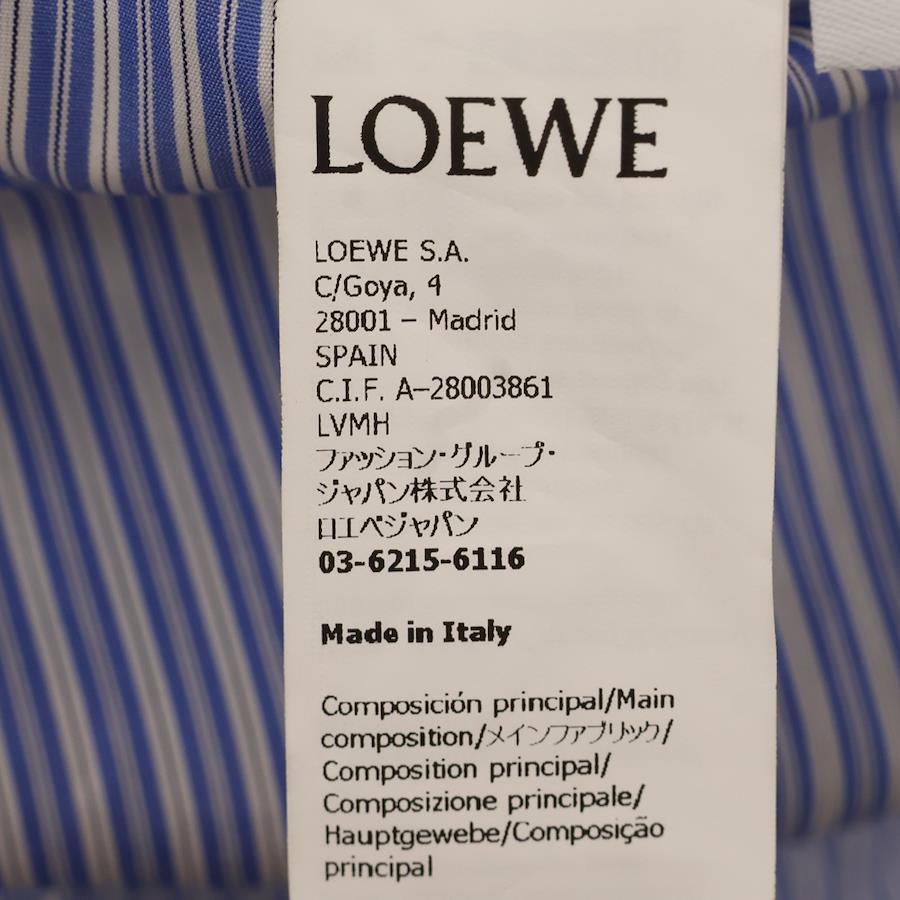 LOEWE
LOEWE S.A.
C/Goya, 4
28001 – Madrid
SPAIN
C.I.F. A–28003861
LVMH
ファッション・グループ・
ジャパン株式会社
ロエベジャパン
03-6215-6116
Made in Italy
Composición principal/Main
composition/メインファブリック/
Composition principal/
Composizione principale/
Hauptgewebe/Composição
principal